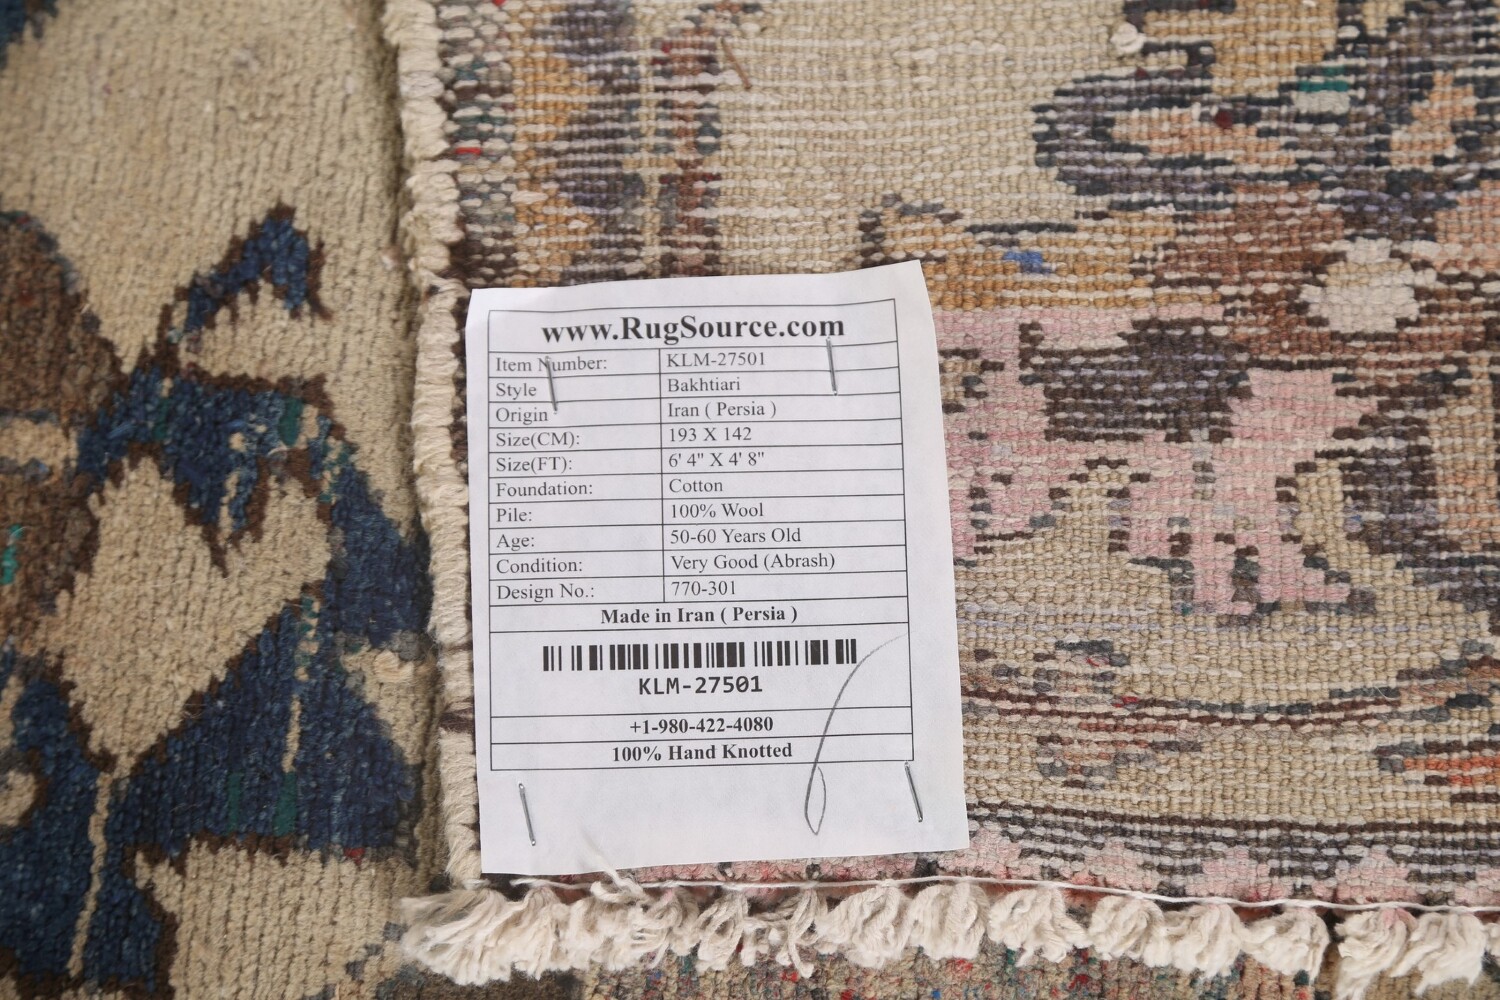 www.RugSource.com
Item Number: KLM-27501
Style Bakhtiari
Origin Iran ( Persia )
Size(CM): 193 X 142
Size(FT): 6' 4" X 4' 8"
Foundation: Cotton
Pile: 100% Wool
Age: 50-60 Years Old
Condition: Very Good (Abrash)
Design No.: 770-301
Made in Iran ( Persia )
KLM-27501
+1-980-422-4080
100% Hand Knotted